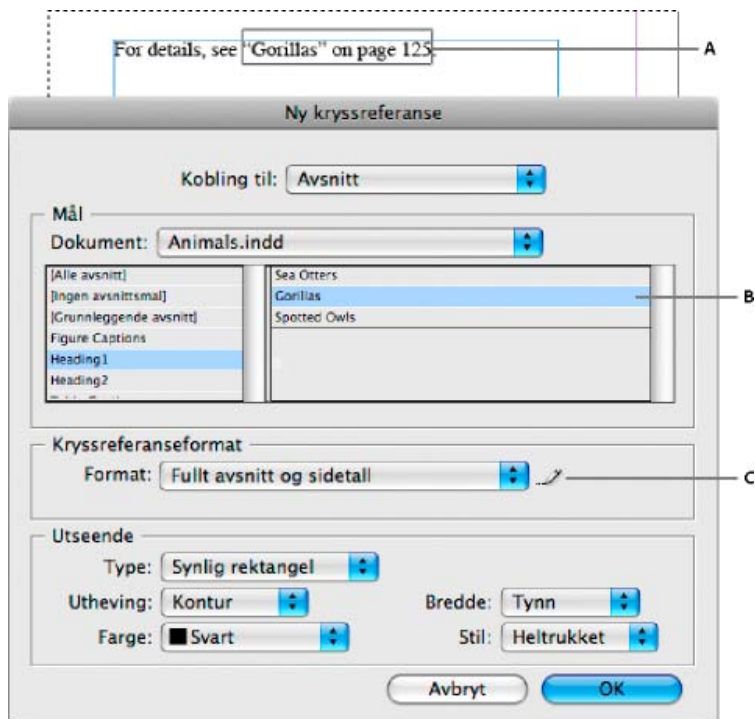 For details, see “Gorillas” on page 125.
A
Ny kryssreferanse
Kobling til: Avsnitt
Mål
Dokument: Animals.indd
[Alle avsnitt]
[Ingen avsnittsmal]
[Grunnleggende avsnitt]
Figure Captions
Heading1
Heading2
Sea Otters
Gorillas
Spotted Owls
B
Kryssreferanseformat
Format: Fullt avsnitt og sidetall
C
Utseende
Type: Synlig rektangel
Utheving: Kontur
Bredde: Tynn
Farge: Svart
Stil: Heltrukket
Avbryt
OK